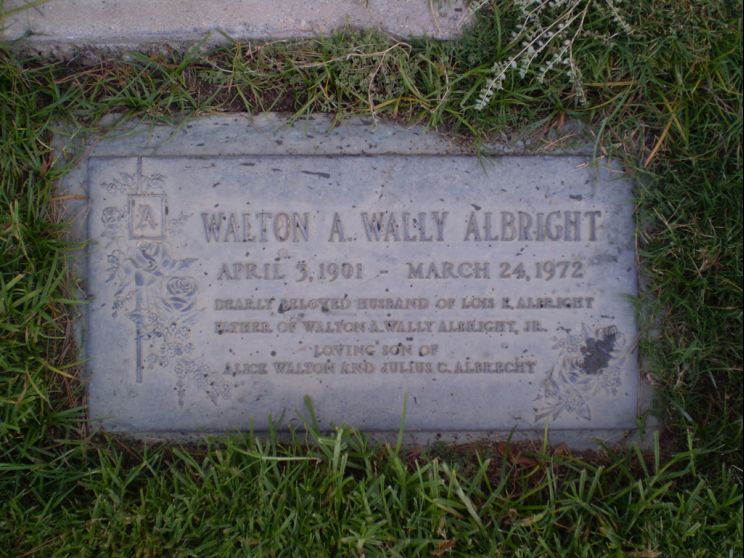 A
WALTON A. WALLY ALBRIGHT
APRIL 3, 1901 - MARCH 24, 1972
DEARLY BELOVED HUSBAND OF LOIS E. ALBRIGHT
FATHER OF WALTON A. WALLY ALBRIGHT, JR.
LOVING SON OF
ALICE WALTON AND JULIUS C. ALBRECHT